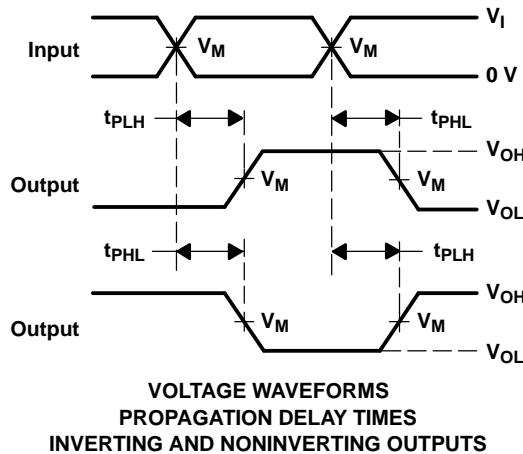 V_I
Input V_M V_M
0 V
t_PLH t_PHL
V_OH
Output V_M V_M
V_OL
t_PHL t_PLH
V_OH
Output V_M V_M
V_OL
VOLTAGE WAVEFORMS
PROPAGATION DELAY TIMES
INVERTING AND NONINVERTING OUTPUTS